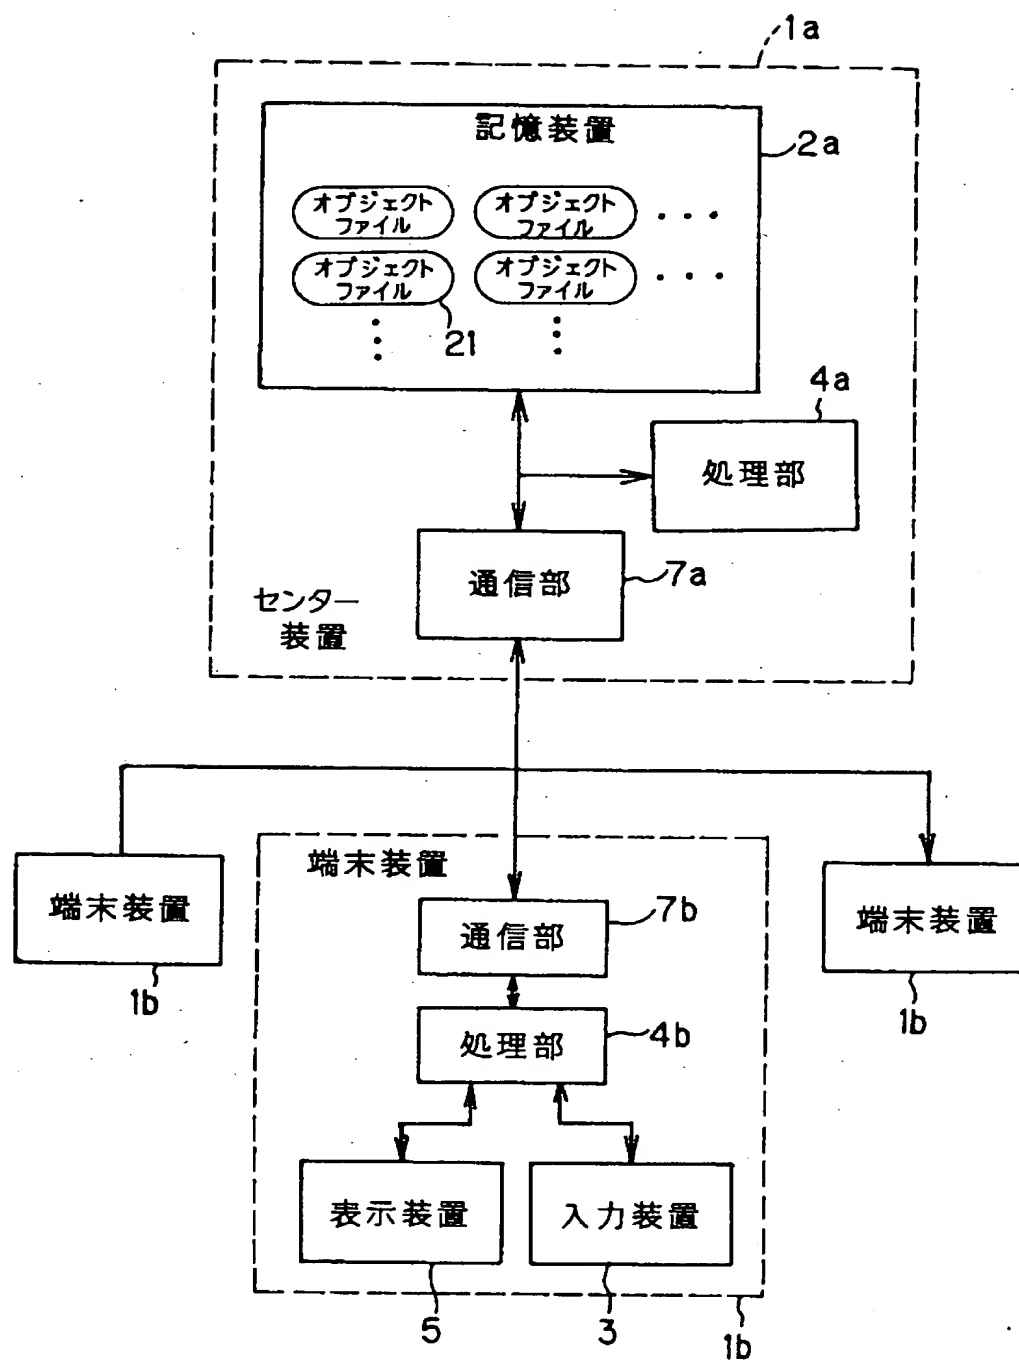 1a
記憶装置
2a
オブジェクト
ファイル
オブジェクト
ファイル
・・・
オブジェクト
ファイル
オブジェクト
ファイル
・・・
21
4a
処理部
通信部
7a
センター
装置
端末装置
1b
端末装置
通信部
7b
処理部
4b
表示装置
5
入力装置
3
1b
端末装置
1b